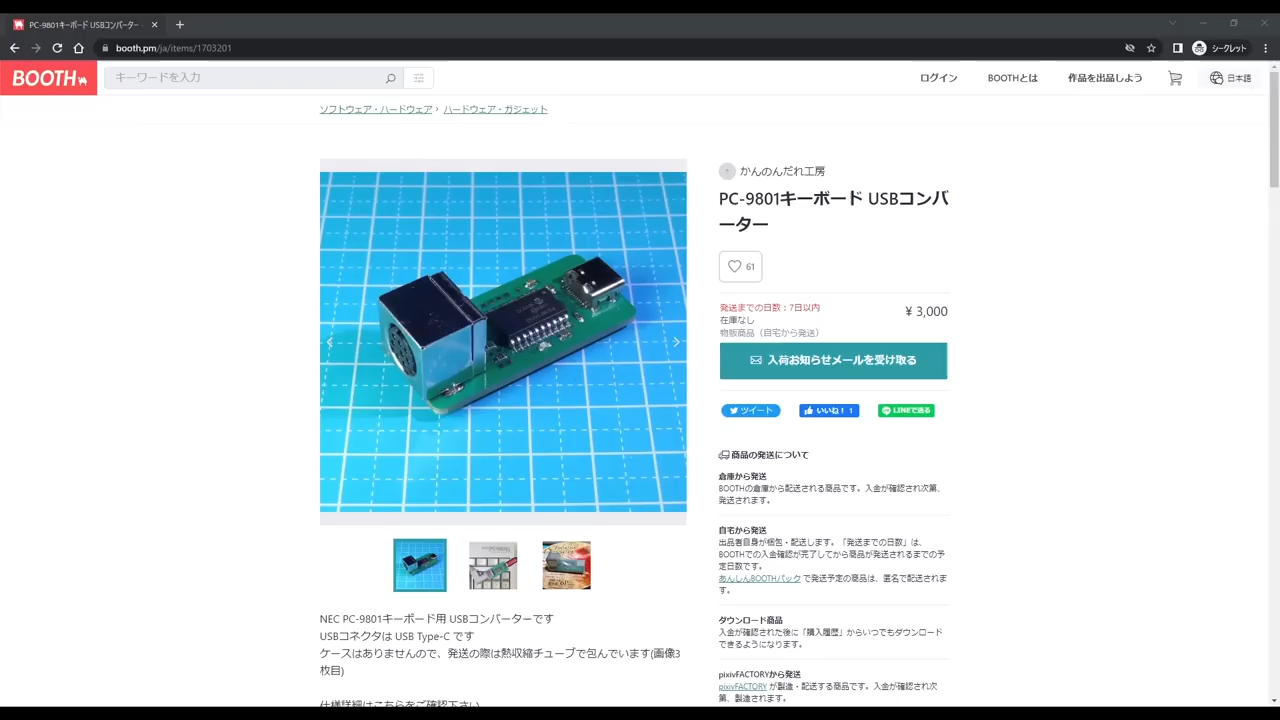 PC-9801キーボード USBコンバーター -
booth.pm/ja/items/1703201
シークレット
BOOTH
キーワードを入力
ログイン
BOOTHとは
作品を出品しよう
日本語
ソフトウェア・ハードウェア › ハードウェア・ガジェット
かんのんだれ工房
PC-9801キーボード USBコンバ
ーター
61
発送までの日数：7日以内
¥ 3,000
在庫なし
物販商品（自宅から発送）
入荷お知らせメールを受け取る
ツイート
いいね！ 1
LINEで送る
商品の発送について
倉庫から発送
BOOTHの倉庫から配送される商品です。入金が確認され次第、
発送されます。
自宅から発送
出品者自身が梱包・配送します。「発送までの日数」は、
BOOTHでの入金確認が完了してから商品が発送されるまでの予
定日数です。
あんしんBOOTHパック で発送予定の商品は、匿名で配送されま
す。
ダウンロード商品
入金が確認された後に「購入履歴」からいつでもダウンロード
できるようになります。
pixivFACTORYから発送
pixivFACTORY が製造・配送する商品です。入金が確認され次
第、製造されます。
NEC PC-9801キーボード用 USBコンバーターです
USBコネクタは USB Type-C です
ケースはありませんので、発送の際は熱収縮チューブで包んでいます(画像3
枚目)
仕様詳細はこちらをご確認下さい